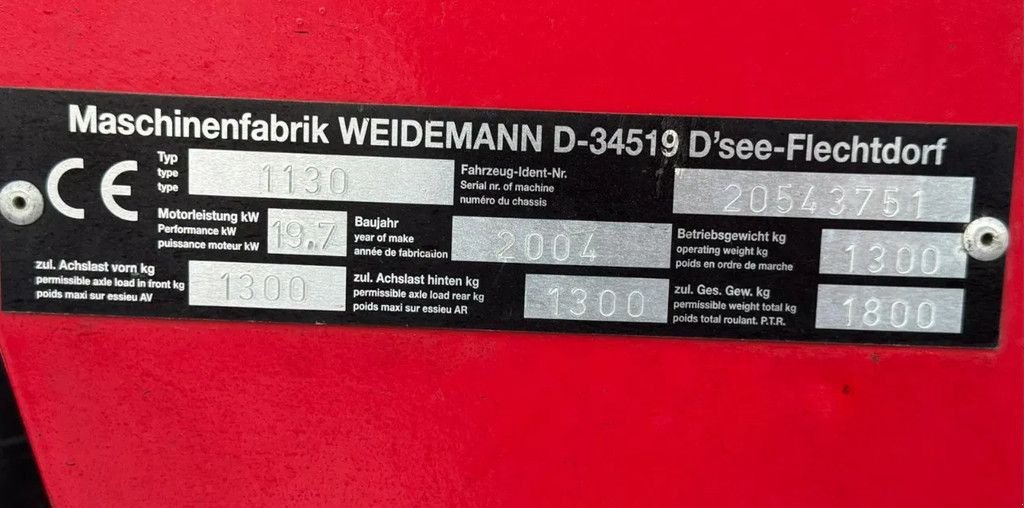 Maschinenfabrik WEIDEMANN D-34519 D'see-Flechtdorf
CE
Typ
type
type
1130
Fahrzeug-Ident-Nr.
Serial nr. of machine
numéro du chassis
20543751
Motorleistung kW
Performance kW
puissance moteur kW
19.7
Baujahr
year of make
année de fabricaion
2004
Betriebsgewicht kg
operating weight kg
poids en ordre de marche
1300
zul. Achslast vorn kg
permissible axle load in front kg
poids maxi sur essieu AV
1300
zul. Achslast hinten kg
permissible axle load rear kg
poids maxi sur essieu AR
1300
zul. Ges. Gew. kg
permissible weight total kg
poids total roulant. P.T.R.
1800